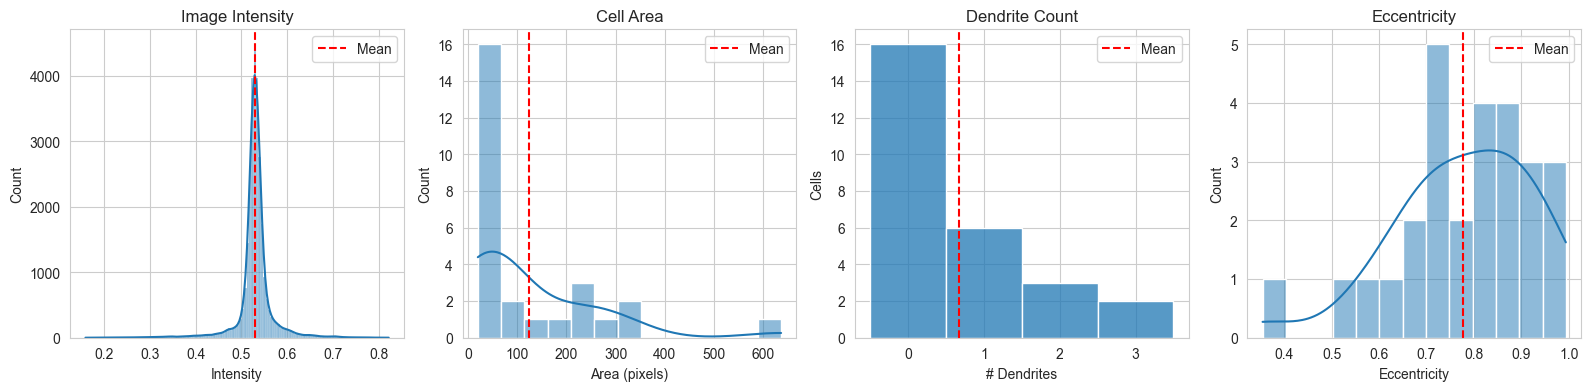 Image Intensity
Mean
4000
3000
2000
1000
0
Count
0.2 0.3 0.4 0.5 0.6 0.7 0.8
Intensity
Cell Area
Mean
16
14
12
10
8
6
4
2
0
Count
0 100 200 300 400 500 600
Area (pixels)
Dendrite Count
Mean
16
14
12
10
8
6
4
2
0
Cells
0 1 2 3
# Dendrites
Eccentricity
Mean
5
4
3
2
1
0
Count
0.4 0.5 0.6 0.7 0.8 0.9 1.0
Eccentricity